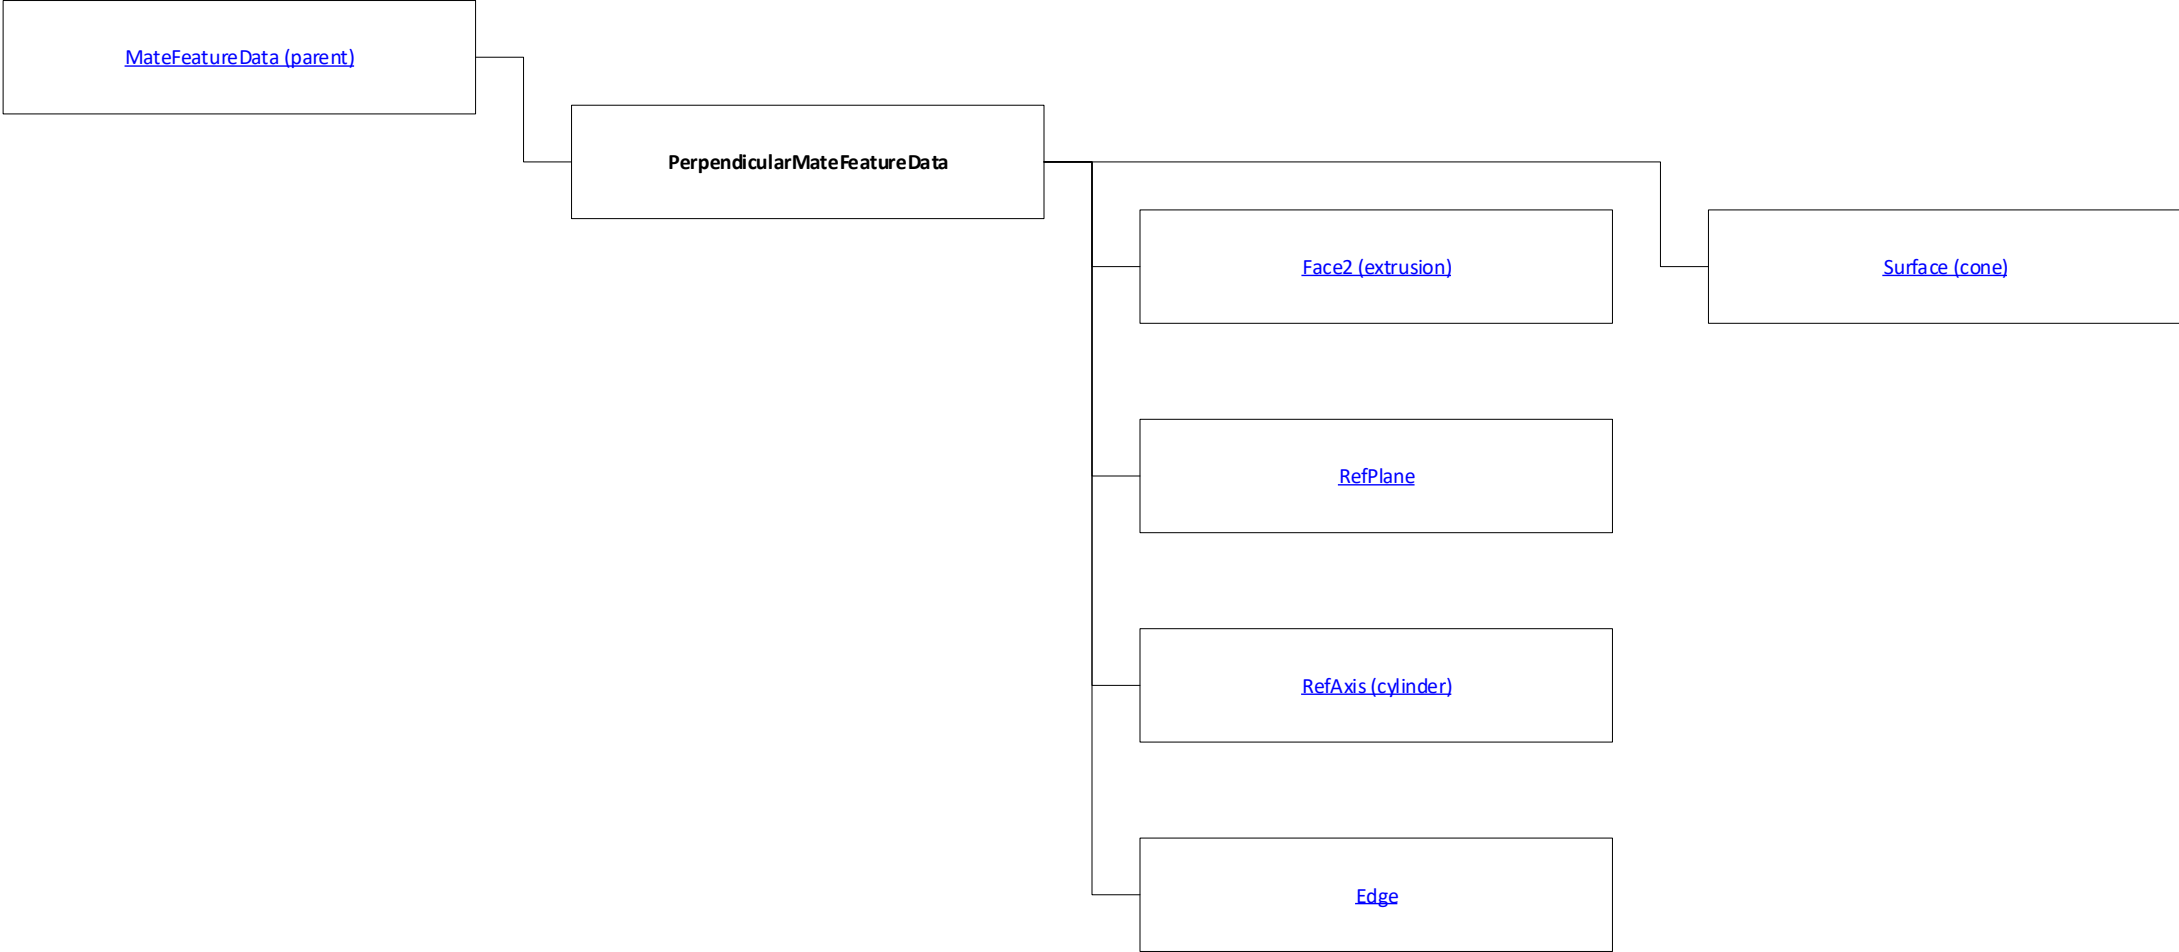 MateFeatureData (parent)
PerpendicularMateFeatureData
Face2 (extrusion)
Surface (cone)
RefPlane
RefAxis (cylinder)
Edge